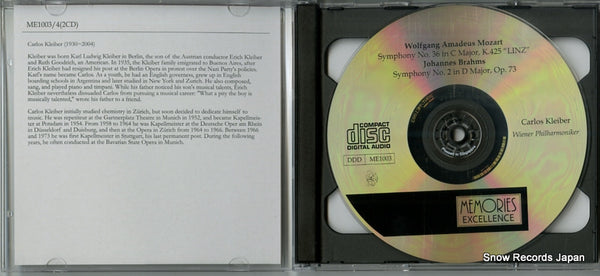 ME1003/4(2CD)
Carlos Kleiber (1930~2004)
Kleiber was born Karl Ludwig Kleiber in Berlin, the son of the Austrian conductor Erich Kleiber
and Ruth Goodrich, an American. In 1935, the Kleiber family emigrated to Buenos Aires, after
Erich Kleiber had resigned his post at the Berlin Opera in protest over the Nazi Party's policies.
Karl's name became Carlos. As a youth, he had an English governess, grew up in English
boarding schools in Argentina and later studied in New York and Zurich. He also composed,
sang, and played piano and timpani. While his father noticed his son's musical talents, Erich
Kleiber nevertheless dissuaded Carlos from pursuing a musical career: "What a pity the boy is
musically talented," wrote his father to a friend.
Carlos Kleiber initially studied chemistry in Zürich, but soon decided to dedicate himself to
music. He was repetiteur at the Gartnerplatz Theatre in Munich in 1952, and became Kapellmeis-
ter at Potsdam in 1954. From 1958 to 1964 he was Kapellmeister at the Deutsche Oper am Rhein
in Düsseldorf and Duisburg, and then at the Opera in Zürich from 1964 to 1966. Between 1966
and 1973 he was first Kapellmeister in Stuttgart, his last permanent post. During the following
years, he often conducted at the Bavarian State Opera in Munich.
Wolfgang Amadeus Mozart
Symphony No. 36 in C Major, K.425 "LINZ"
Johannes Brahms
Symphony No. 2 in D Major, Op. 73
COMPACT
disc
DIGITAL AUDIO
DDD ME1003
Carlos Kleiber
Wiener Philharmoniker
MEMORIES
EXCELLENCE
Snow Records Japan
(C)snowrecords.jp